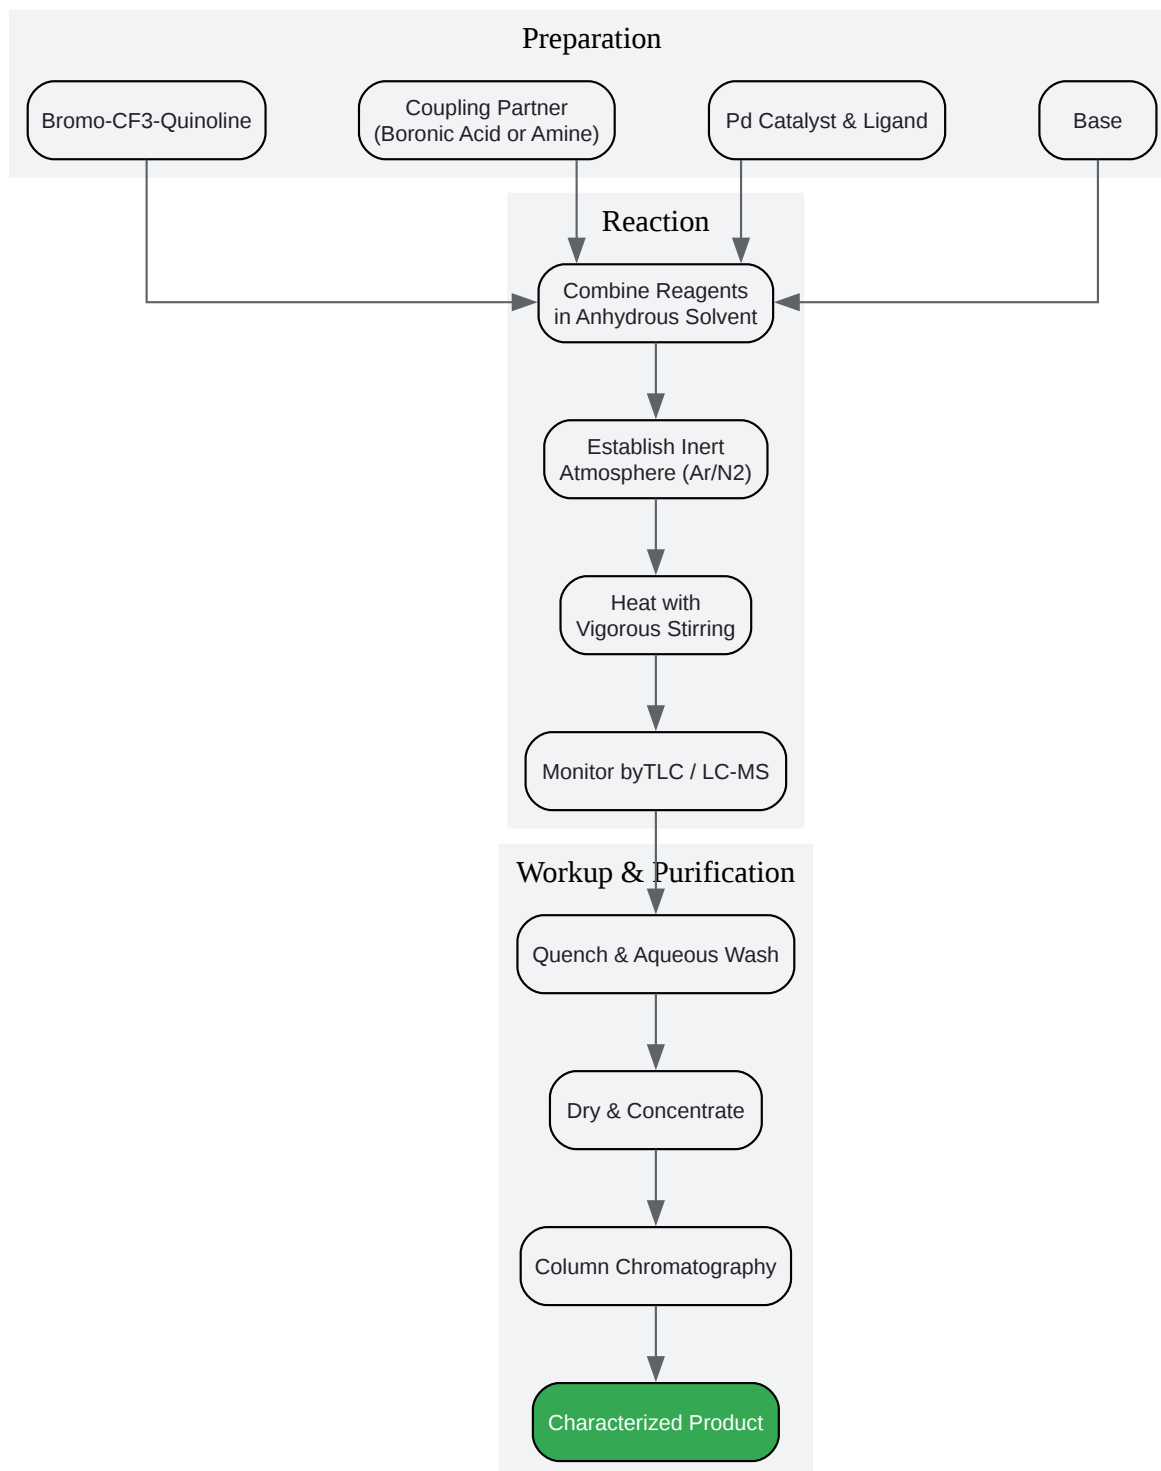 Preparation
Bromo-CF3-Quinoline
Coupling Partner
(Boronic Acid or Amine)
Pd Catalyst & Ligand
Base
Reaction
Combine Reagents
in Anhydrous Solvent
Establish Inert
Atmosphere (Ar/N2)
Heat with
Vigorous Stirring
Monitor byTLC / LC-MS
Workup & Purification
Quench & Aqueous Wash
Dry & Concentrate
Column Chromatography
Characterized Product